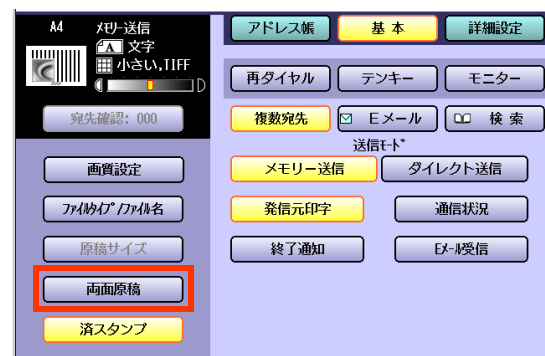 A4 ﾒﾓﾘｰ送信
A 文字
小さい,TIFF
D
宛先確認: 000
画質設定
ﾌｧｲﾙﾀｲﾌﾟ/ﾌｧｲﾙ名
原稿サイズ
両面原稿
済スタンプ
アドレス帳 基本 詳細設定
再ダイヤル テンキー モニター
複数宛先 Eメール 検索
送信ﾓｰﾄﾞ
メモリー送信 ダイレクト送信
発信元印字 通信状況
終了通知 Eﾒｰﾙ受信